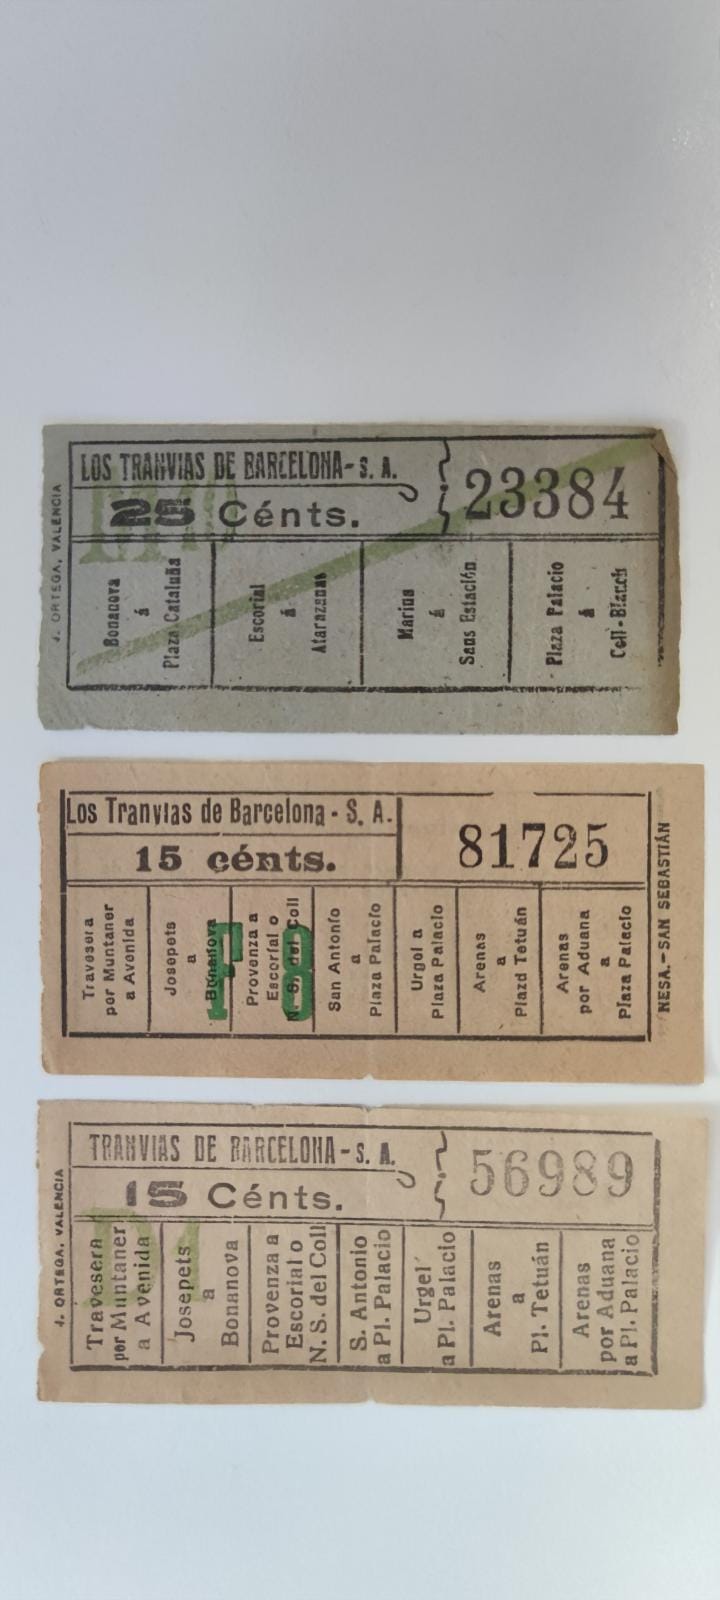 J. ORTEGA, VALENCIA
LOS TRANVIAS DE BARCELONA - S. A.
25 Cénts.
23384
Bonanova
á
Plaza Cataluña
Escorial
á
Atarazanas
Marina
á
Sans Estación
Plaza Palacio
á
Coll-Blanch
Los Tranvias de Barcelona - S. A.
15 cénts.
81725
Travesera
por Muntaner
a Avenida
Josepets
a
Bonanova
Provenza a
Escorial o
N. S. del Coll
San Antonio
a
Plaza Palacio
Urgel a
Plaza Palacio
Arenas
a
Plazd Tetuán
Arenas
por Aduana
a
Plaza Palacio
NESA.-SAN SEBASTIÁN
J. ORTEGA, VALENCIA
TRANVIAS DE BARCELONA - S. A.
15 Cénts.
56989
Travesera
por Muntaner
a Avenida
Josepets
a
Bonanova
Provenza a
Escorial o
N. S. del Coll
S. Antonio
a Pl. Palacio
Urgel
a Pl. Palacio
Arenas
a
Pl. Tetuán
Arenas
por Aduana
a Pl. Palacio